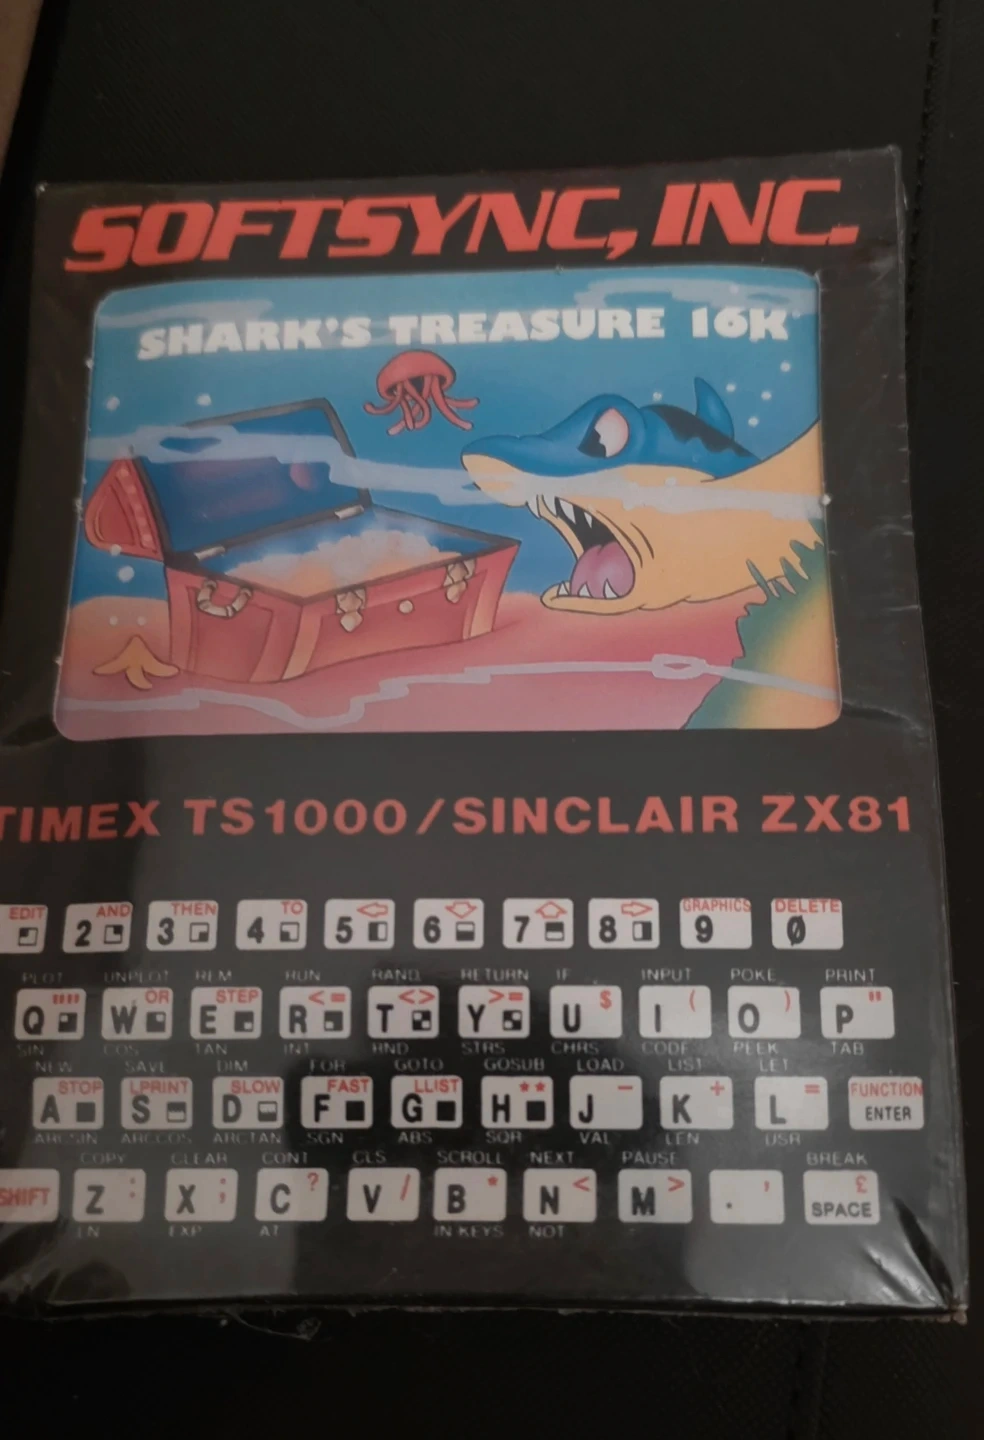 SOFTSYNC, INC.
SHARK'S TREASURE 16K
TIMEX TS1000/SINCLAIR ZX81
EDIT AND THEN TO GRAPHICS DELETE
2 3 4 5 6 7 8 9 0
PLOT UNPLOT REM RUN RAND RETURN IF INPUT POKE PRINT
"" OR STEP <= <> >= $ ( ) "
Q W E R T Y U I O P
SIN COS TAN INT RND STR$ CHR$ CODE PEEK TAB
NEW SAVE DIM FOR GOTO GOSUB LOAD LIST LET
STOP LPRINT SLOW FAST LLIST ** - + = FUNCTION
A S D F G H J K L ENTER
ARCSIN ARCCOS ARCTAN SGN ABS SQR VAL LEN USR
COPY CLEAR CONT CLS SCROLL NEXT PAUSE BREAK
: ; ? / * < > , £
SHIFT Z X C V B N M . SPACE
LN EXP AT IN KEYS NOT